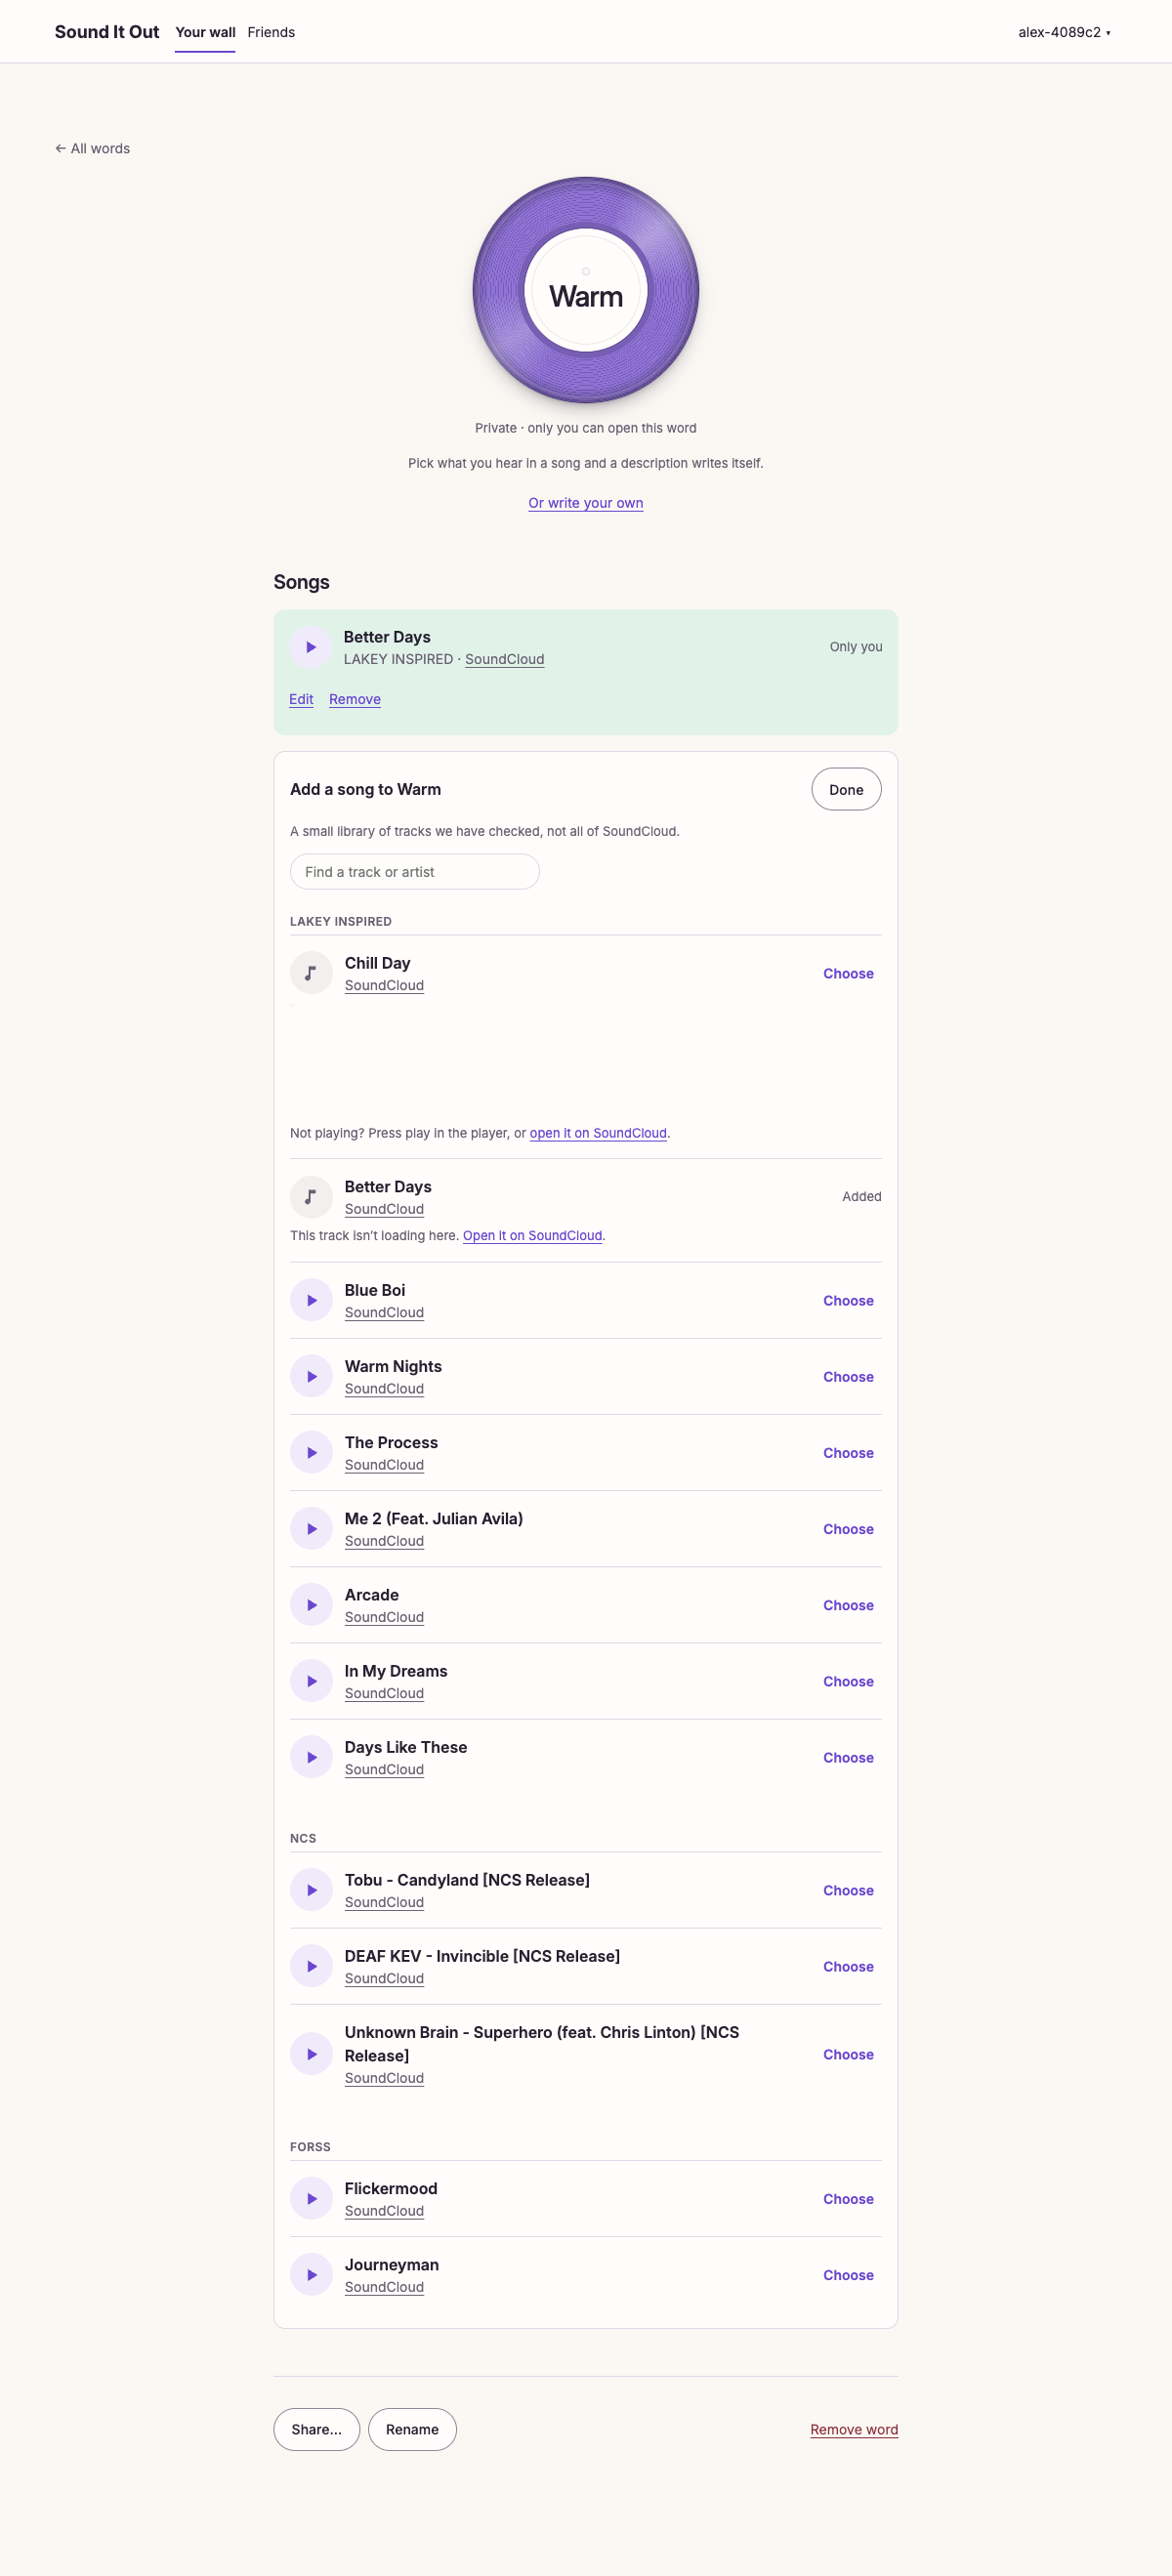 Sound It Out Your wall Friends alex-4089c2 ▾
← All words
Warm
Private · only you can open this word
Pick what you hear in a song and a description writes itself.
Or write your own
Songs
Better Days
LAKEY INSPIRED · SoundCloud
Only you
Edit Remove
Add a song to Warm
Done
A small library of tracks we have checked, not all of SoundCloud.
Find a track or artist
LAKEY INSPIRED
Chill Day
SoundCloud
Choose
Not playing? Press play in the player, or open it on SoundCloud.
Better Days
SoundCloud
Added
This track isn’t loading here. Open it on SoundCloud.
Blue Boi
SoundCloud
Choose
Warm Nights
SoundCloud
Choose
The Process
SoundCloud
Choose
Me 2 (Feat. Julian Avila)
SoundCloud
Choose
Arcade
SoundCloud
Choose
In My Dreams
SoundCloud
Choose
Days Like These
SoundCloud
Choose
NCS
Tobu - Candyland [NCS Release]
SoundCloud
Choose
DEAF KEV - Invincible [NCS Release]
SoundCloud
Choose
Unknown Brain - Superhero (feat. Chris Linton) [NCS
Release]
SoundCloud
Choose
FORSS
Flickermood
SoundCloud
Choose
Journeyman
SoundCloud
Choose
Share... Rename Remove word